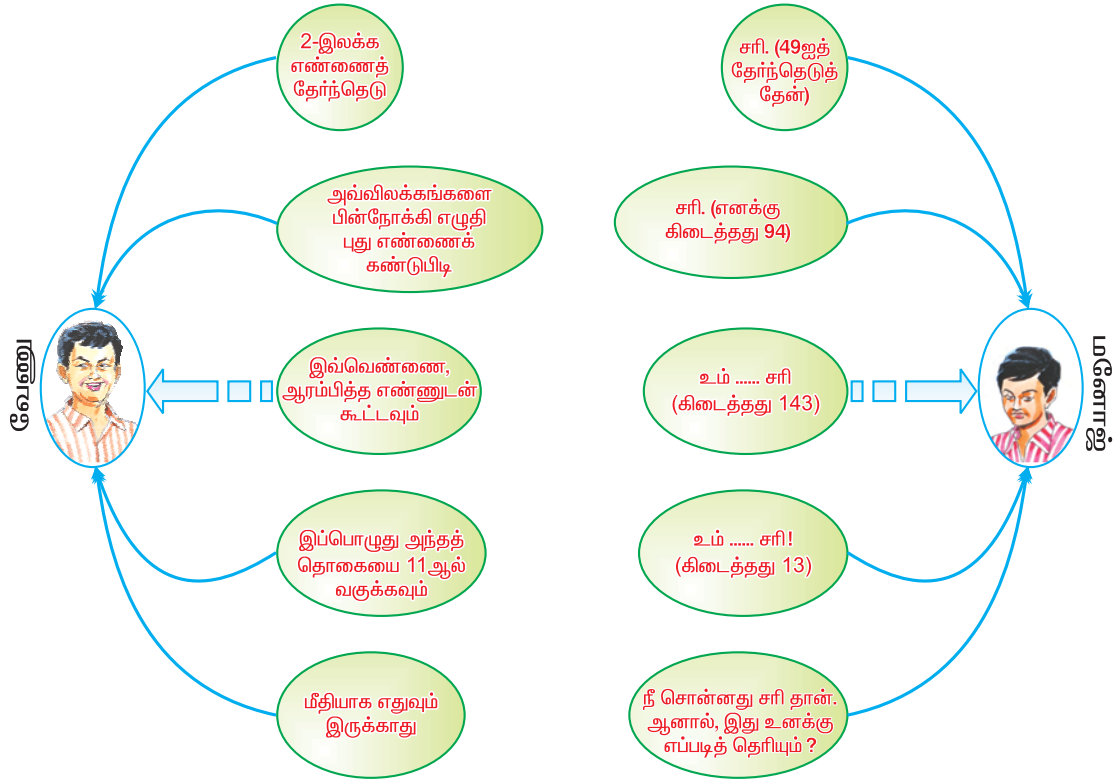 2-இலக்க
எண்ணைத்
தேர்ந்தெடு
சரி. (49ஐத்
தேர்ந்தெடுத்
தேன்)
அவ்விலக்கங்களை
பின்நோக்கி எழுதி
புது எண்ணைக்
கண்டுபிடி
சரி. (எனக்கு
கிடைத்தது 94)
வேணு
இவ்வெண்ணை,
ஆரம்பித்த எண்ணுடன்
கூட்டவும்
உம் ...... சரி
(கிடைத்தது 143)
மனோஜ்
இப்பொழுது அந்தத்
தொகையை 11ஆல்
வகுக்கவும்
உம் ...... சரி!
(கிடைத்தது 13)
மீதியாக எதுவும்
இருக்காது
நீ சொன்னது சரி தான்.
ஆனால், இது உனக்கு
எப்படித் தெரியும் ?